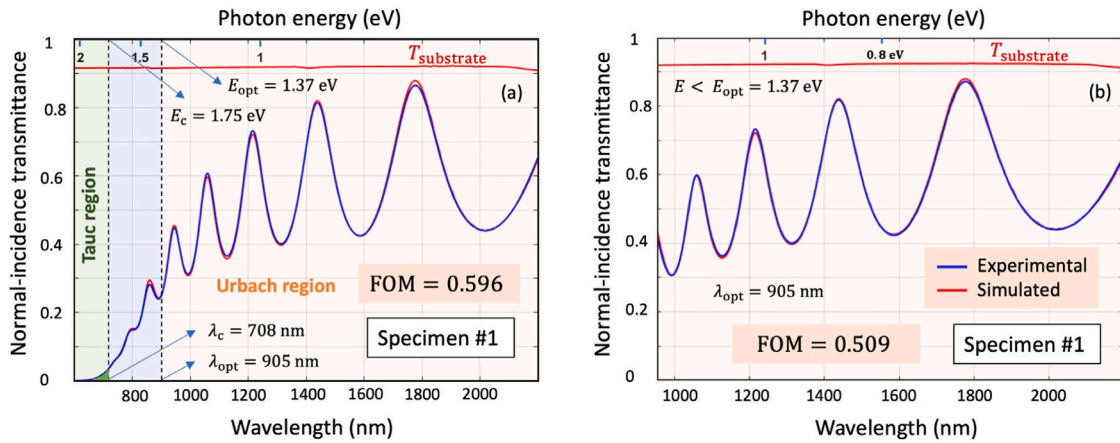 Photon energy (eV)
2
1.5
1
T_substrate
(a)
E_opt = 1.37 eV
E_c = 1.75 eV
Normal-incidence transmittance
1
0.8
0.6
0.4
0.2
0
Tauc region
Urbach region
FOM = 0.596
λ_c = 708 nm
λ_opt = 905 nm
Specimen #1
800 1000 1200 1400 1600 1800 2000
Wavelength (nm)
Photon energy (eV)
1
0.8 eV
T_substrate
E < E_opt = 1.37 eV
(b)
Normal-incidence transmittance
1
0.8
0.6
0.4
0.2
0
Experimental
Simulated
λ_opt = 905 nm
FOM = 0.509
Specimen #1
1000 1200 1400 1600 1800 2000
Wavelength (nm)